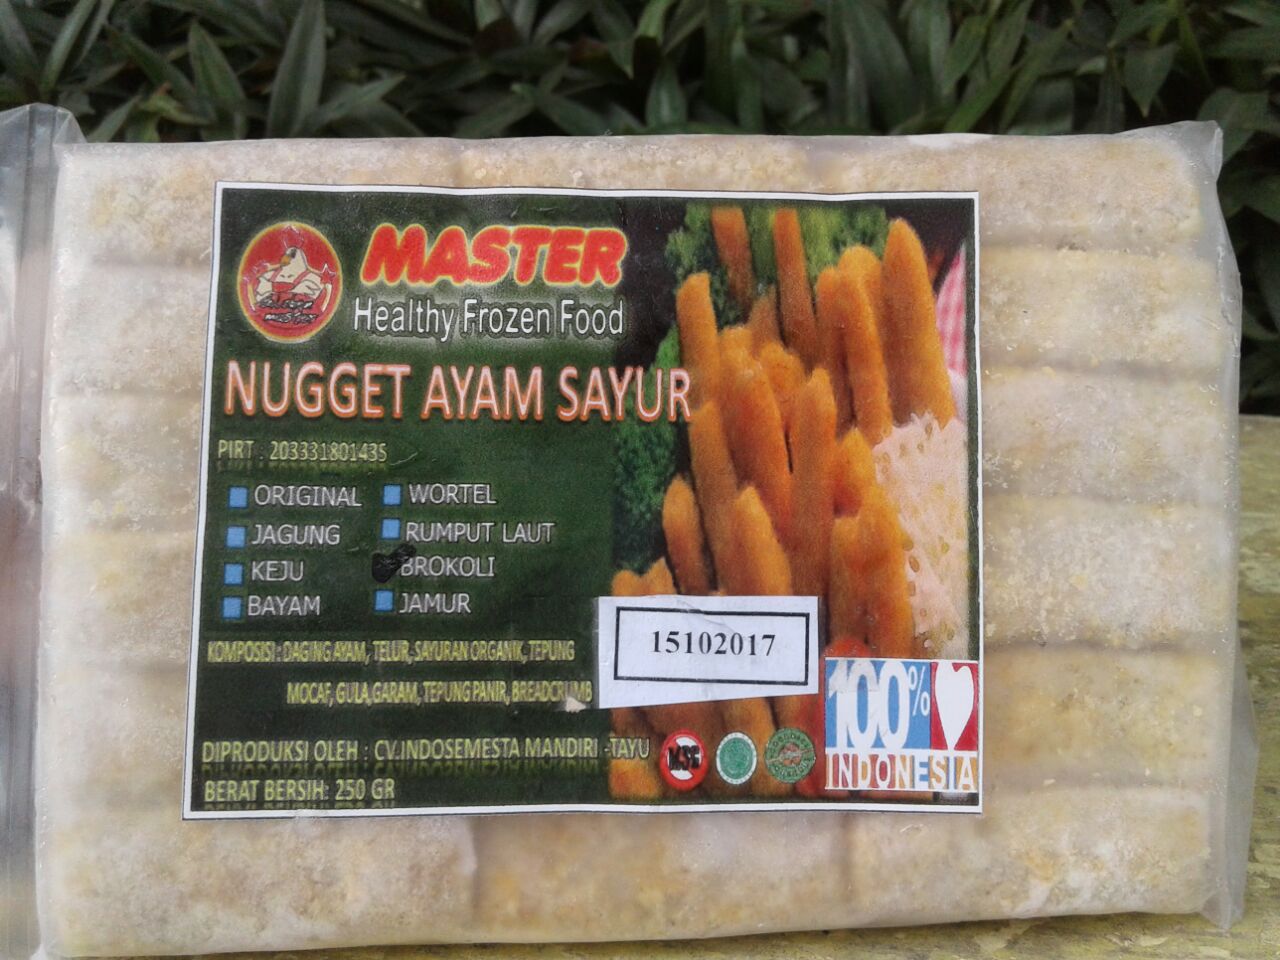 MASTER
Healthy Frozen Food
NUGGET AYAM SAYUR
PIRT : 203331801435
ORIGINAL
WORTEL
JAGUNG
RUMPUT LAUT
KEJU
BROKOLI
BAYAM
JAMUR
KOMPOSISI : DAGING AYAM, TELUR, SAYURAN ORGANIK, TEPUNG
MOCAF, GULA, GARAM, TEPUNG PANIR, BREADCRUMB
15102017
DIPRODUKSI OLEH : CV.INDOSEMESTA MANDIRI -TAYU
BERAT BERSIH: 250 GR
MSG
100%
INDONESIA